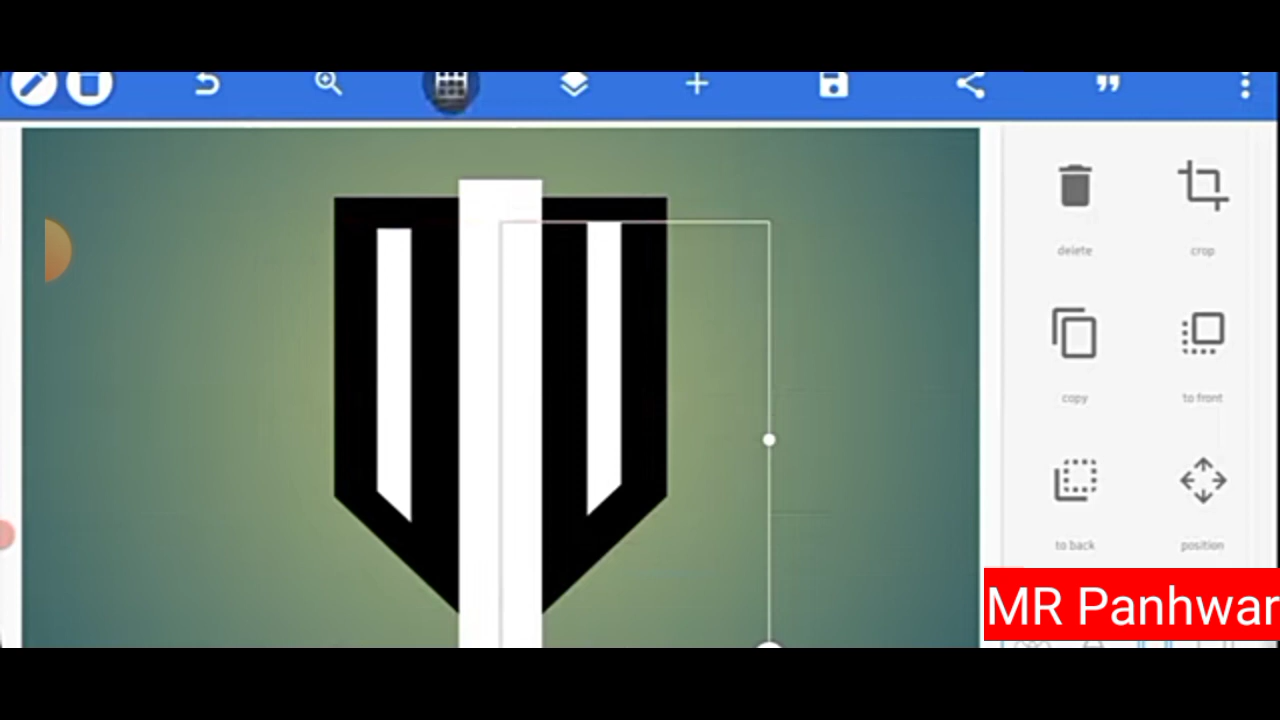 delete
crop
copy
to front
to back
position
MR Panhwar